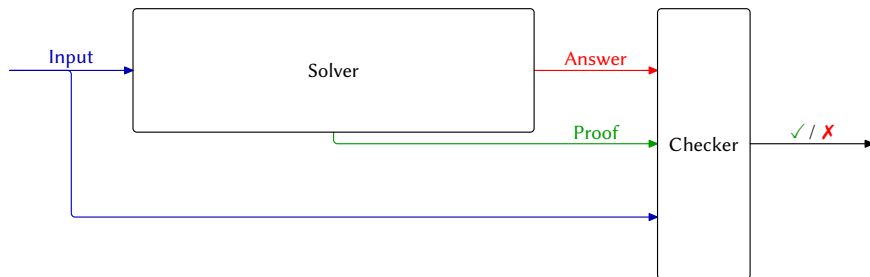 Input
Solver
Answer
Proof
Checker
✓ / ✗